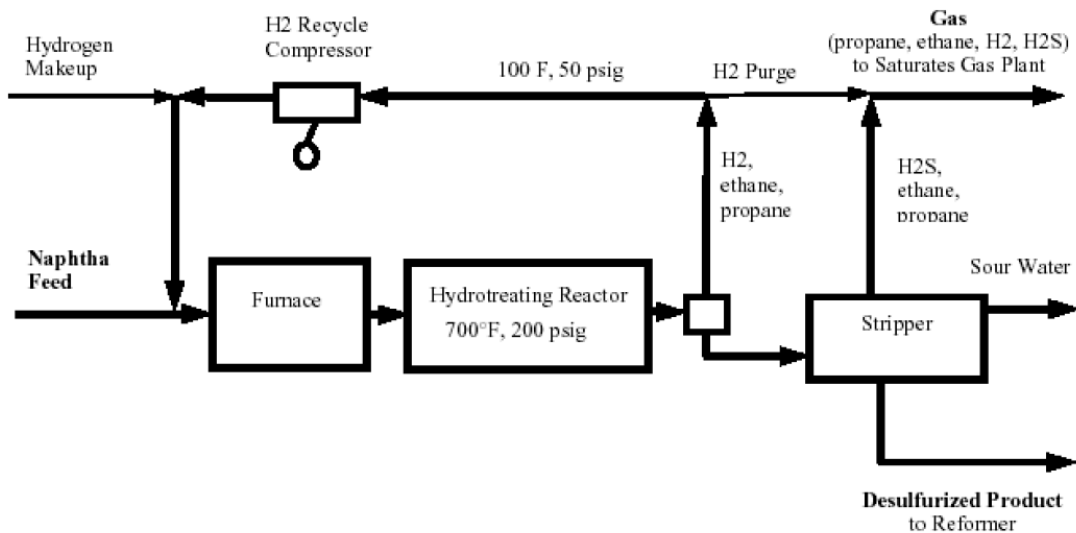 H2 Recycle
Compressor
Hydrogen
Makeup
100 F, 50 psig
H2 Purge
Gas
(propane, ethane, H2, H2S)
to Saturates Gas Plant
H2,
ethane,
propane
H2S,
ethane,
propane
Naphtha
Feed
Furnace
Hydrotreating Reactor
700°F, 200 psig
Stripper
Sour Water
Desulfurized Product
to Reformer